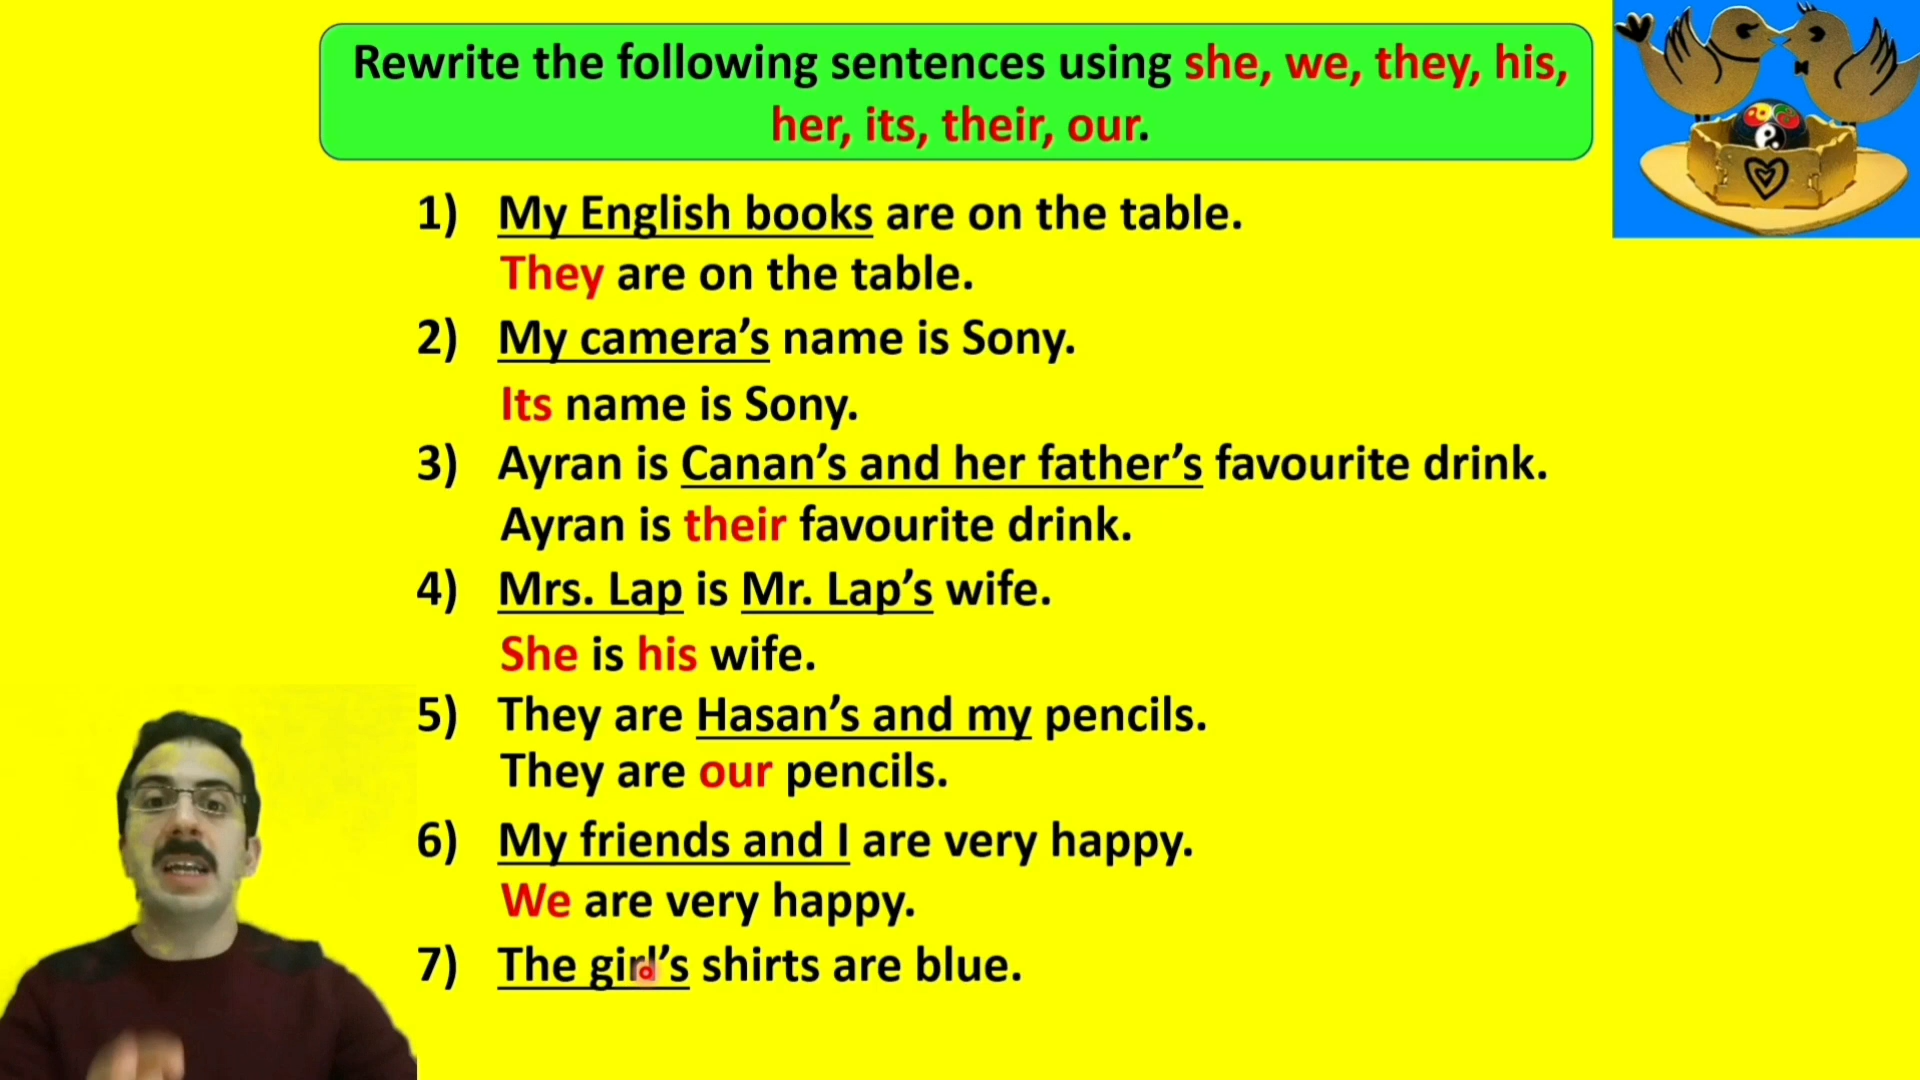 Rewrite the following sentences using she, we, they, his,
her, its, their, our.
1) My English books are on the table.
They are on the table.
2) My camera's name is Sony.
Its name is Sony.
3) Ayran is Canan's and her father's favourite drink.
Ayran is their favourite drink.
4) Mrs. Lap is Mr. Lap's wife.
She is his wife.
5) They are Hasan's and my pencils.
They are our pencils.
6) My friends and I are very happy.
We are very happy.
7) The girl's shirts are blue.